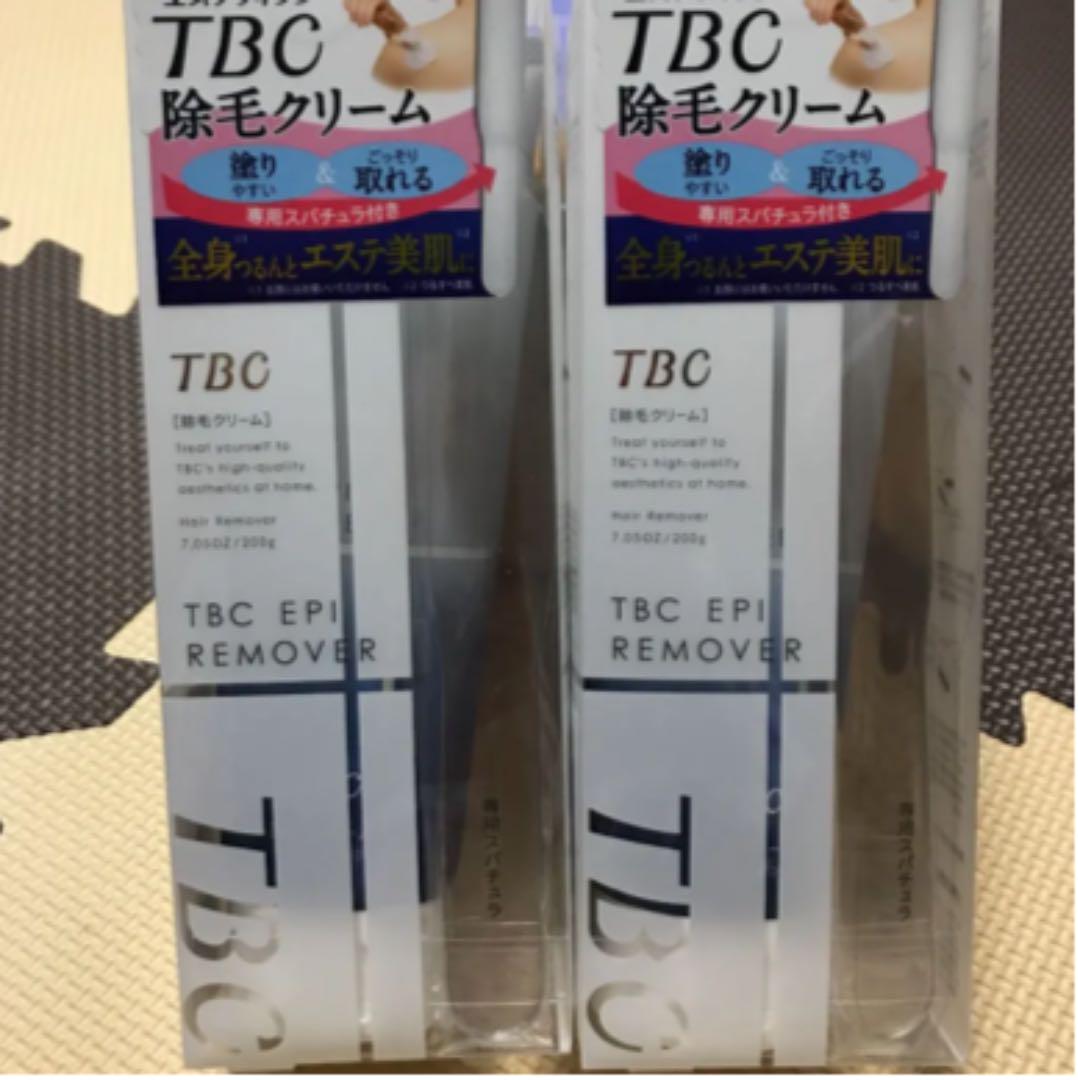 エステティック
TBC
除毛クリーム
塗り
やすい
&
ごっそり
取れる
専用スパチュラ付き
全身つるんとエステ美肌に
TBC
[除毛クリーム]
Treat yourself to
TBC's high-quality
aesthetics at home.
Hair Remover
7.05OZ/200g
TBC EPI
REMOVER
TBC
専用スパチュラ
TBC
除毛クリーム
塗り
やすい
&
ごっそり
取れる
専用スパチュラ付き
全身つるんとエステ美肌に
TBC
[除毛クリーム]
Treat yourself to
TBC's high-quality
aesthetics at home.
Hair Remover
7.05OZ/200g
TBC EPI
REMOVER
TBC
専用スパチュラ